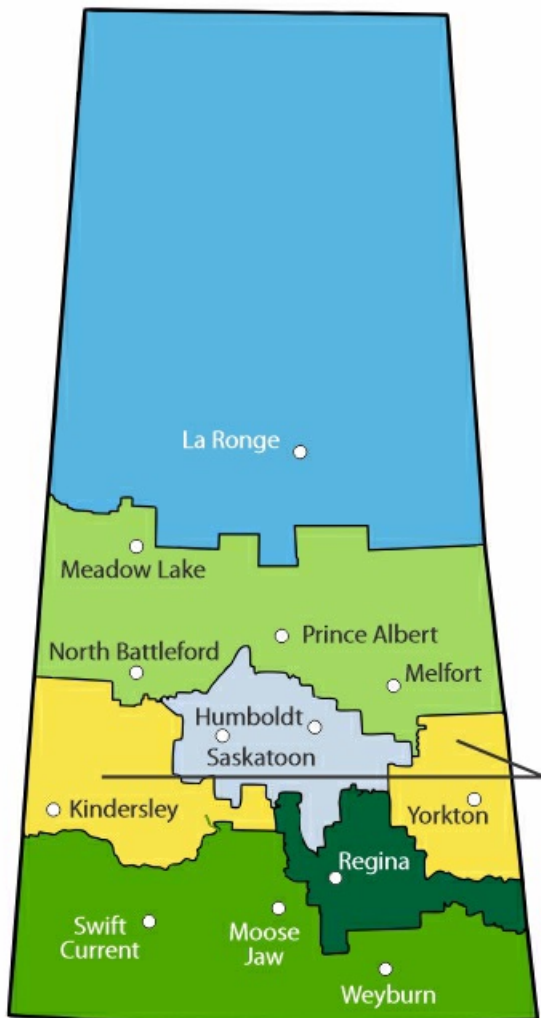 La Ronge
Meadow Lake
Prince Albert
North Battleford
Melfort
Humboldt
Saskatoon
Kindersley
Yorkton
Regina
Swift
Current
Moose
Jaw
Weyburn